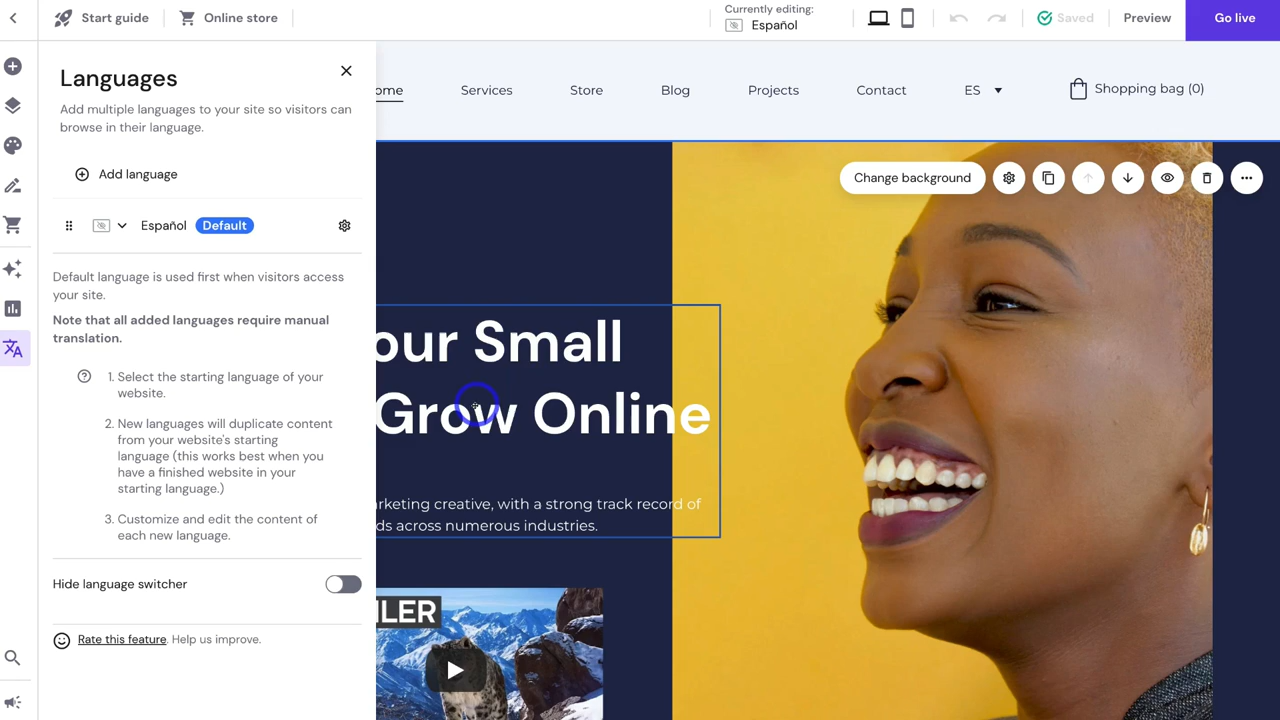 Start guide
Online store
Currently editing:
Español
Saved
Preview
Go live
Languages
Add multiple languages to your site so visitors can
browse in their language.
Add language
Español Default
Default language is used first when visitors access
your site.
Note that all added languages require manual
translation.
1. Select the starting language of your
website.
2. New languages will duplicate content
from your website's starting
language (this works best when you
have a finished website in your
starting language.)
3. Customize and edit the content of
each new language.
Hide language switcher
Rate this feature. Help us improve.
ome
Services
Store
Blog
Projects
Contact
ES
Shopping bag (0)
Change background
our Small
Grow Online
rketing creative, with a strong track record of
ds across numerous industries.
ILER